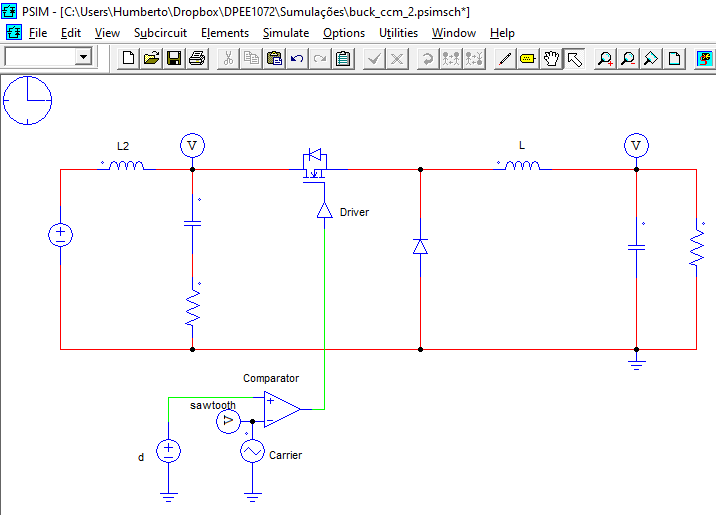 PSIM - [C:\Users\Humberto\Dropbox\DPEE1072\Sumulações\buck_ccm_2.psimsch*]
File Edit View Subcircuit Elements Simulate Options Utilities Window Help
L2
V
L
V
Driver
Comparator
sawtooth
V
d
Carrier